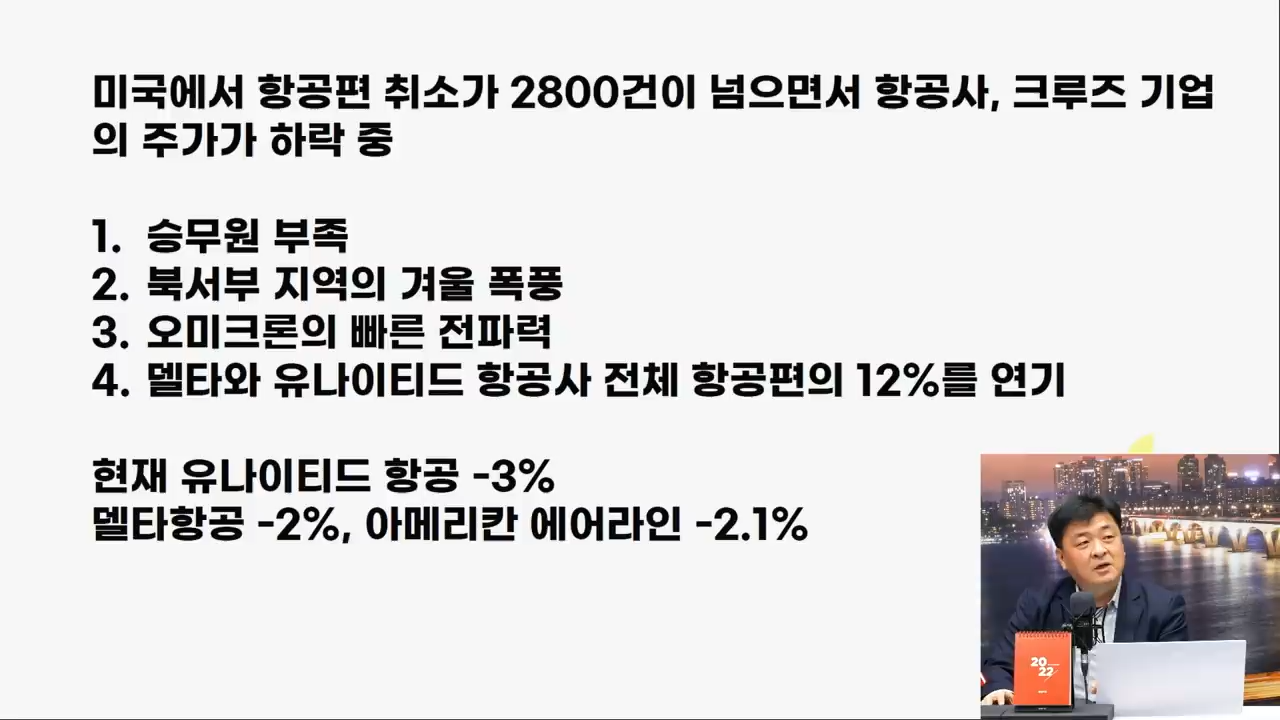 미국에서 항공편 취소가 2800건이 넘으면서 항공사, 크루즈 기업
의 주가가 하락 중
1. 승무원 부족
2. 북서부 지역의 겨울 폭풍
3. 오미크론의 빠른 전파력
4. 델타와 유나이티드 항공사 전체 항공편의 12%를 연기
현재 유나이티드 항공 -3%
델타항공 -2%, 아메리칸 에어라인 -2.1%
20
22